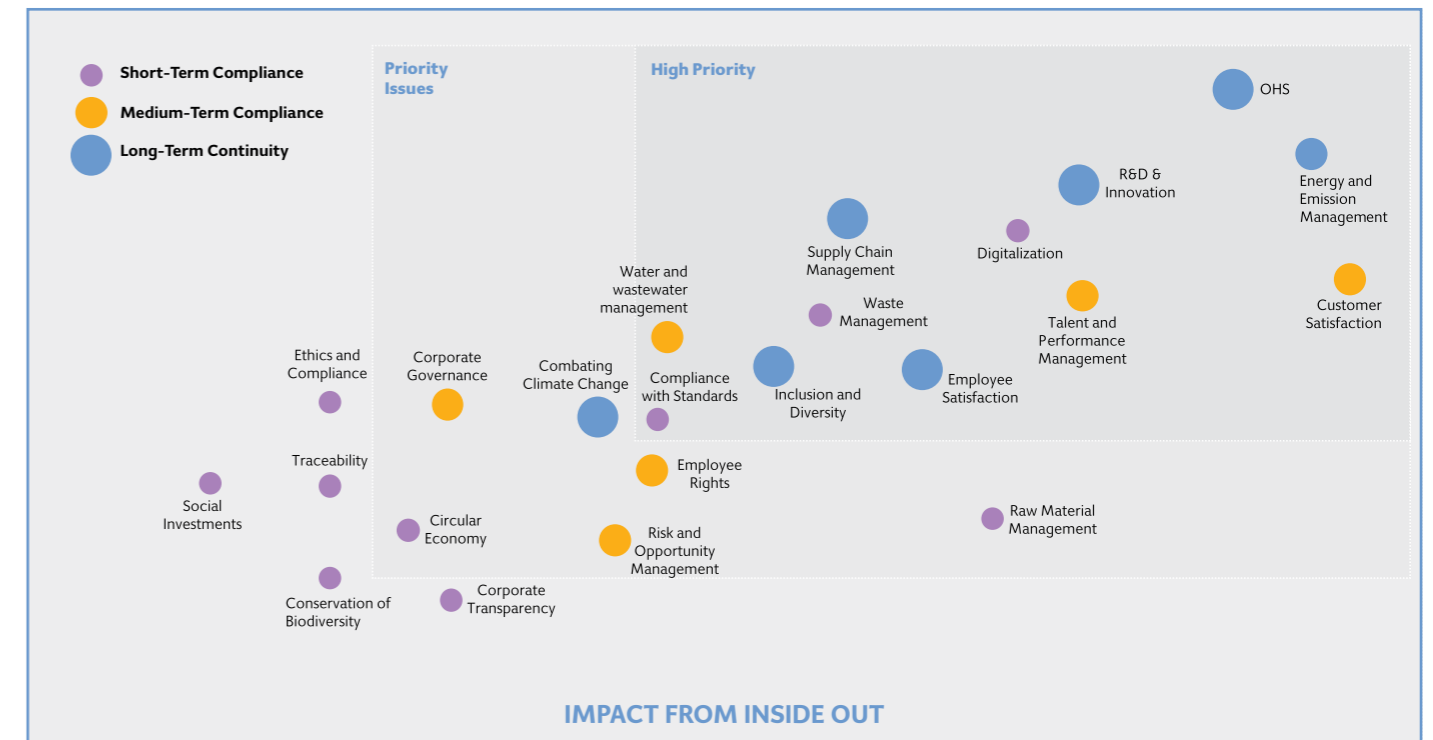 Short-Term Compliance
Medium-Term Compliance
Long-Term Continuity
Priority
Issues
High Priority
OHS
Energy and
Emission
Management
R&D &
Innovation
Digitalization
Supply Chain
Management
Customer
Satisfaction
Talent and
Performance
Management
Waste
Management
Water and
wastewater
management
Employee
Satisfaction
Inclusion and
Diversity
Compliance
with Standards
Combating
Climate Change
Corporate
Governance
Ethics and
Compliance
Traceability
Social
Investments
Employee
Rights
Raw Material
Management
Circular
Economy
Risk and
Opportunity
Management
Corporate
Transparency
Conservation of
Biodiversity
IMPACT FROM INSIDE OUT